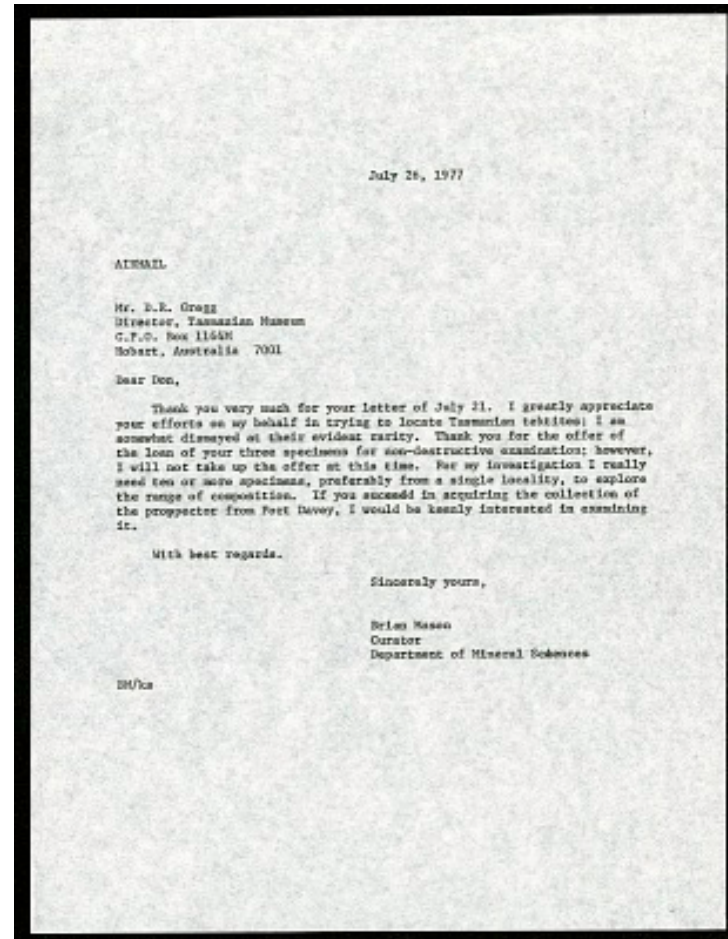 July 26, 1977
AIRMAIL
Mr. D.R. Gregg
Director, Tasmanian Museum
G.P.O. Box 1164M
Hobart, Australia 7001
Dear Don,
Thank you very much for your letter of July 21. I greatly appreciate
your efforts on my behalf in trying to locate Tasmanian tektites; I am
somewhat dismayed at their evident rarity. Thank you for the offer of
the loan of your three specimens for non-destructive examination; however,
I will not take up the offer at this time. For my investigation I really
need ten or more specimens, preferably from a single locality, to explore
the range of composition. If you succeed in acquiring the collection of
the prospector from Port Davey, I would be keenly interested in examining
it.
With best regards.
Sincerely yours,
Brian Mason
Curator
Department of Mineral Sciences
BM/ks